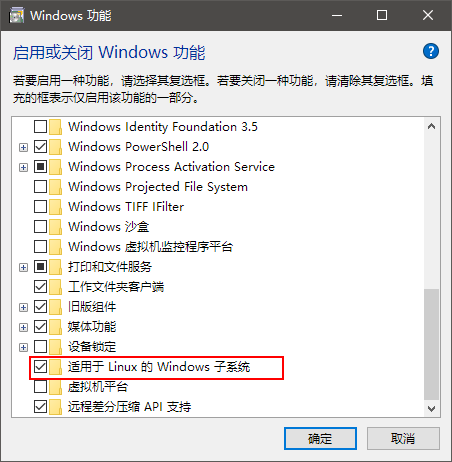 Windows 功能
启用或关闭 Windows 功能
?
若要启用一种功能，请选择其复选框。若要关闭一种功能，请清除其复选框。填
充的框表示仅启用该功能的一部分。
Windows Identity Foundation 3.5
Windows PowerShell 2.0
Windows Process Activation Service
Windows Projected File System
Windows TIFF IFilter
Windows 沙盒
Windows 虚拟机监控程序平台
打印和文件服务
工作文件夹客户端
旧版组件
媒体功能
设备锁定
适用于 Linux 的 Windows 子系统
虚拟机平台
远程差分压缩 API 支持
确定
取消